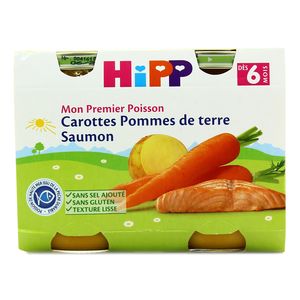 HiPP
DÈS
6
MOIS
Mon Premier Poisson
Carottes Pommes de terre
Saumon
SANS SEL AJOUTÉ
SANS GLUTEN
TEXTURE LISSE